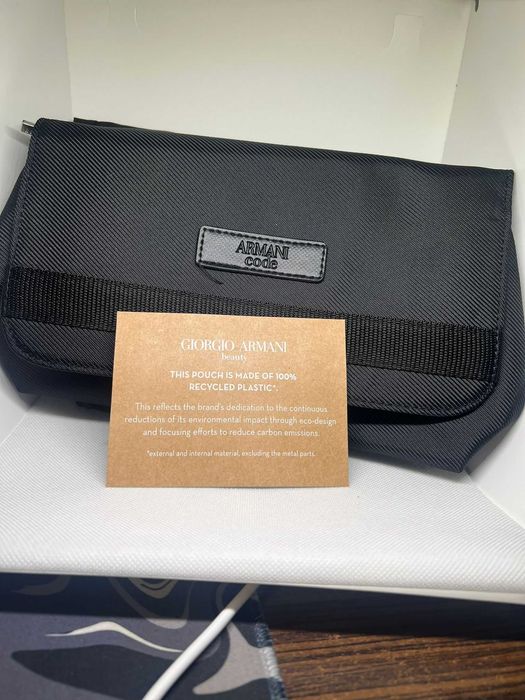 ARMANI
code
GIORGIO ARMANI
beauty
THIS POUCH IS MADE OF 100%
RECYCLED PLASTIC*.
This reflects the brand's dedication to the continuous
reductions of its environmental impact through eco-design
and focusing efforts to reduce carbon emissions.
*external and internal material, excluding the metal parts.